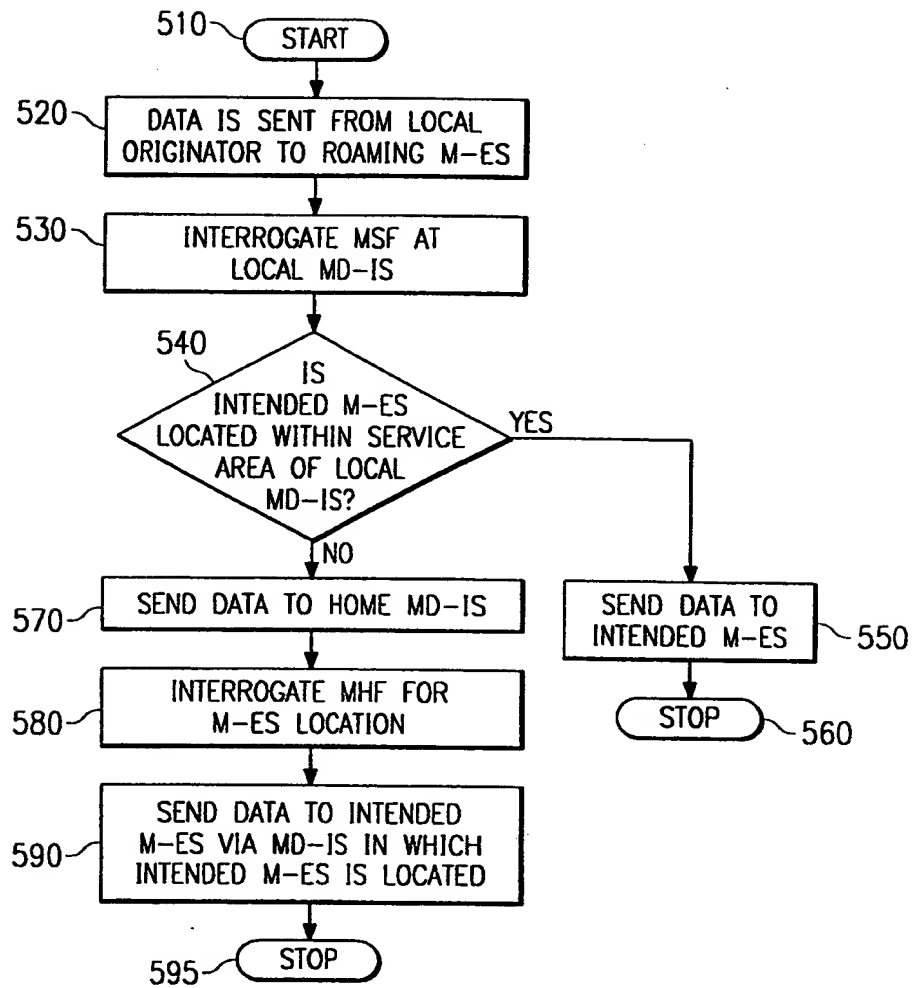 510
START
520
DATA IS SENT FROM LOCAL
ORIGINATOR TO ROAMING M-ES
530
INTERROGATE MSF AT
LOCAL MD-IS
540
IS
INTENDED M-ES
LOCATED WITHIN SERVICE
AREA OF LOCAL
MD-IS?
YES
NO
570
SEND DATA TO HOME MD-IS
SEND DATA TO
INTENDED M-ES
550
580
INTERROGATE MHF FOR
M-ES LOCATION
STOP
560
590
SEND DATA TO INTENDED
M-ES VIA MD-IS IN WHICH
INTENDED M-ES IS LOCATED
595
STOP